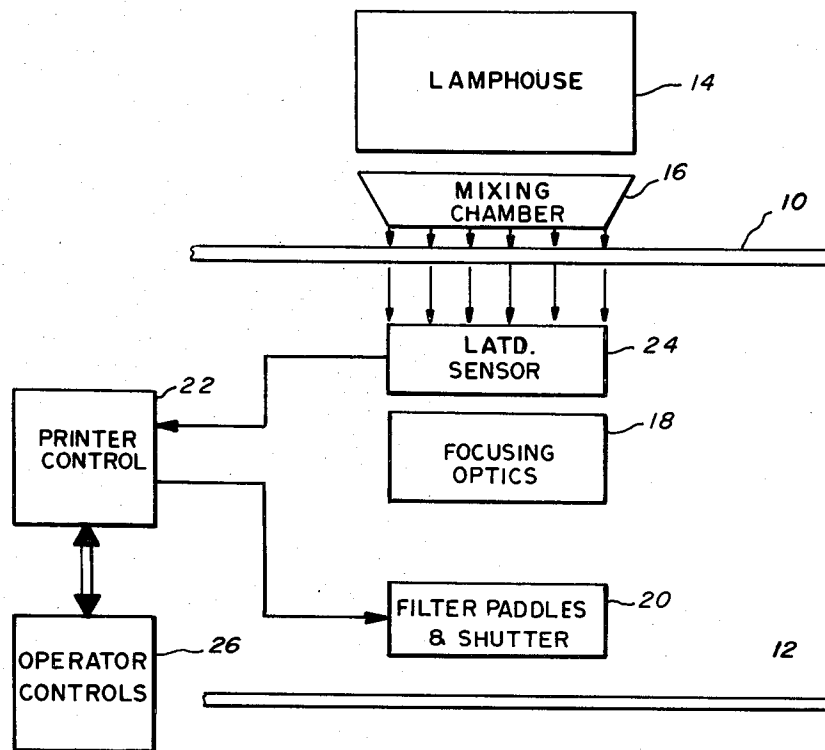 LAMPHOUSE
14
MIXING
CHAMBER
16
10
LATD.
SENSOR
24
22
PRINTER
CONTROL
18
FOCUSING
OPTICS
FILTER PADDLES
& SHUTTER
20
OPERATOR
CONTROLS
26
12